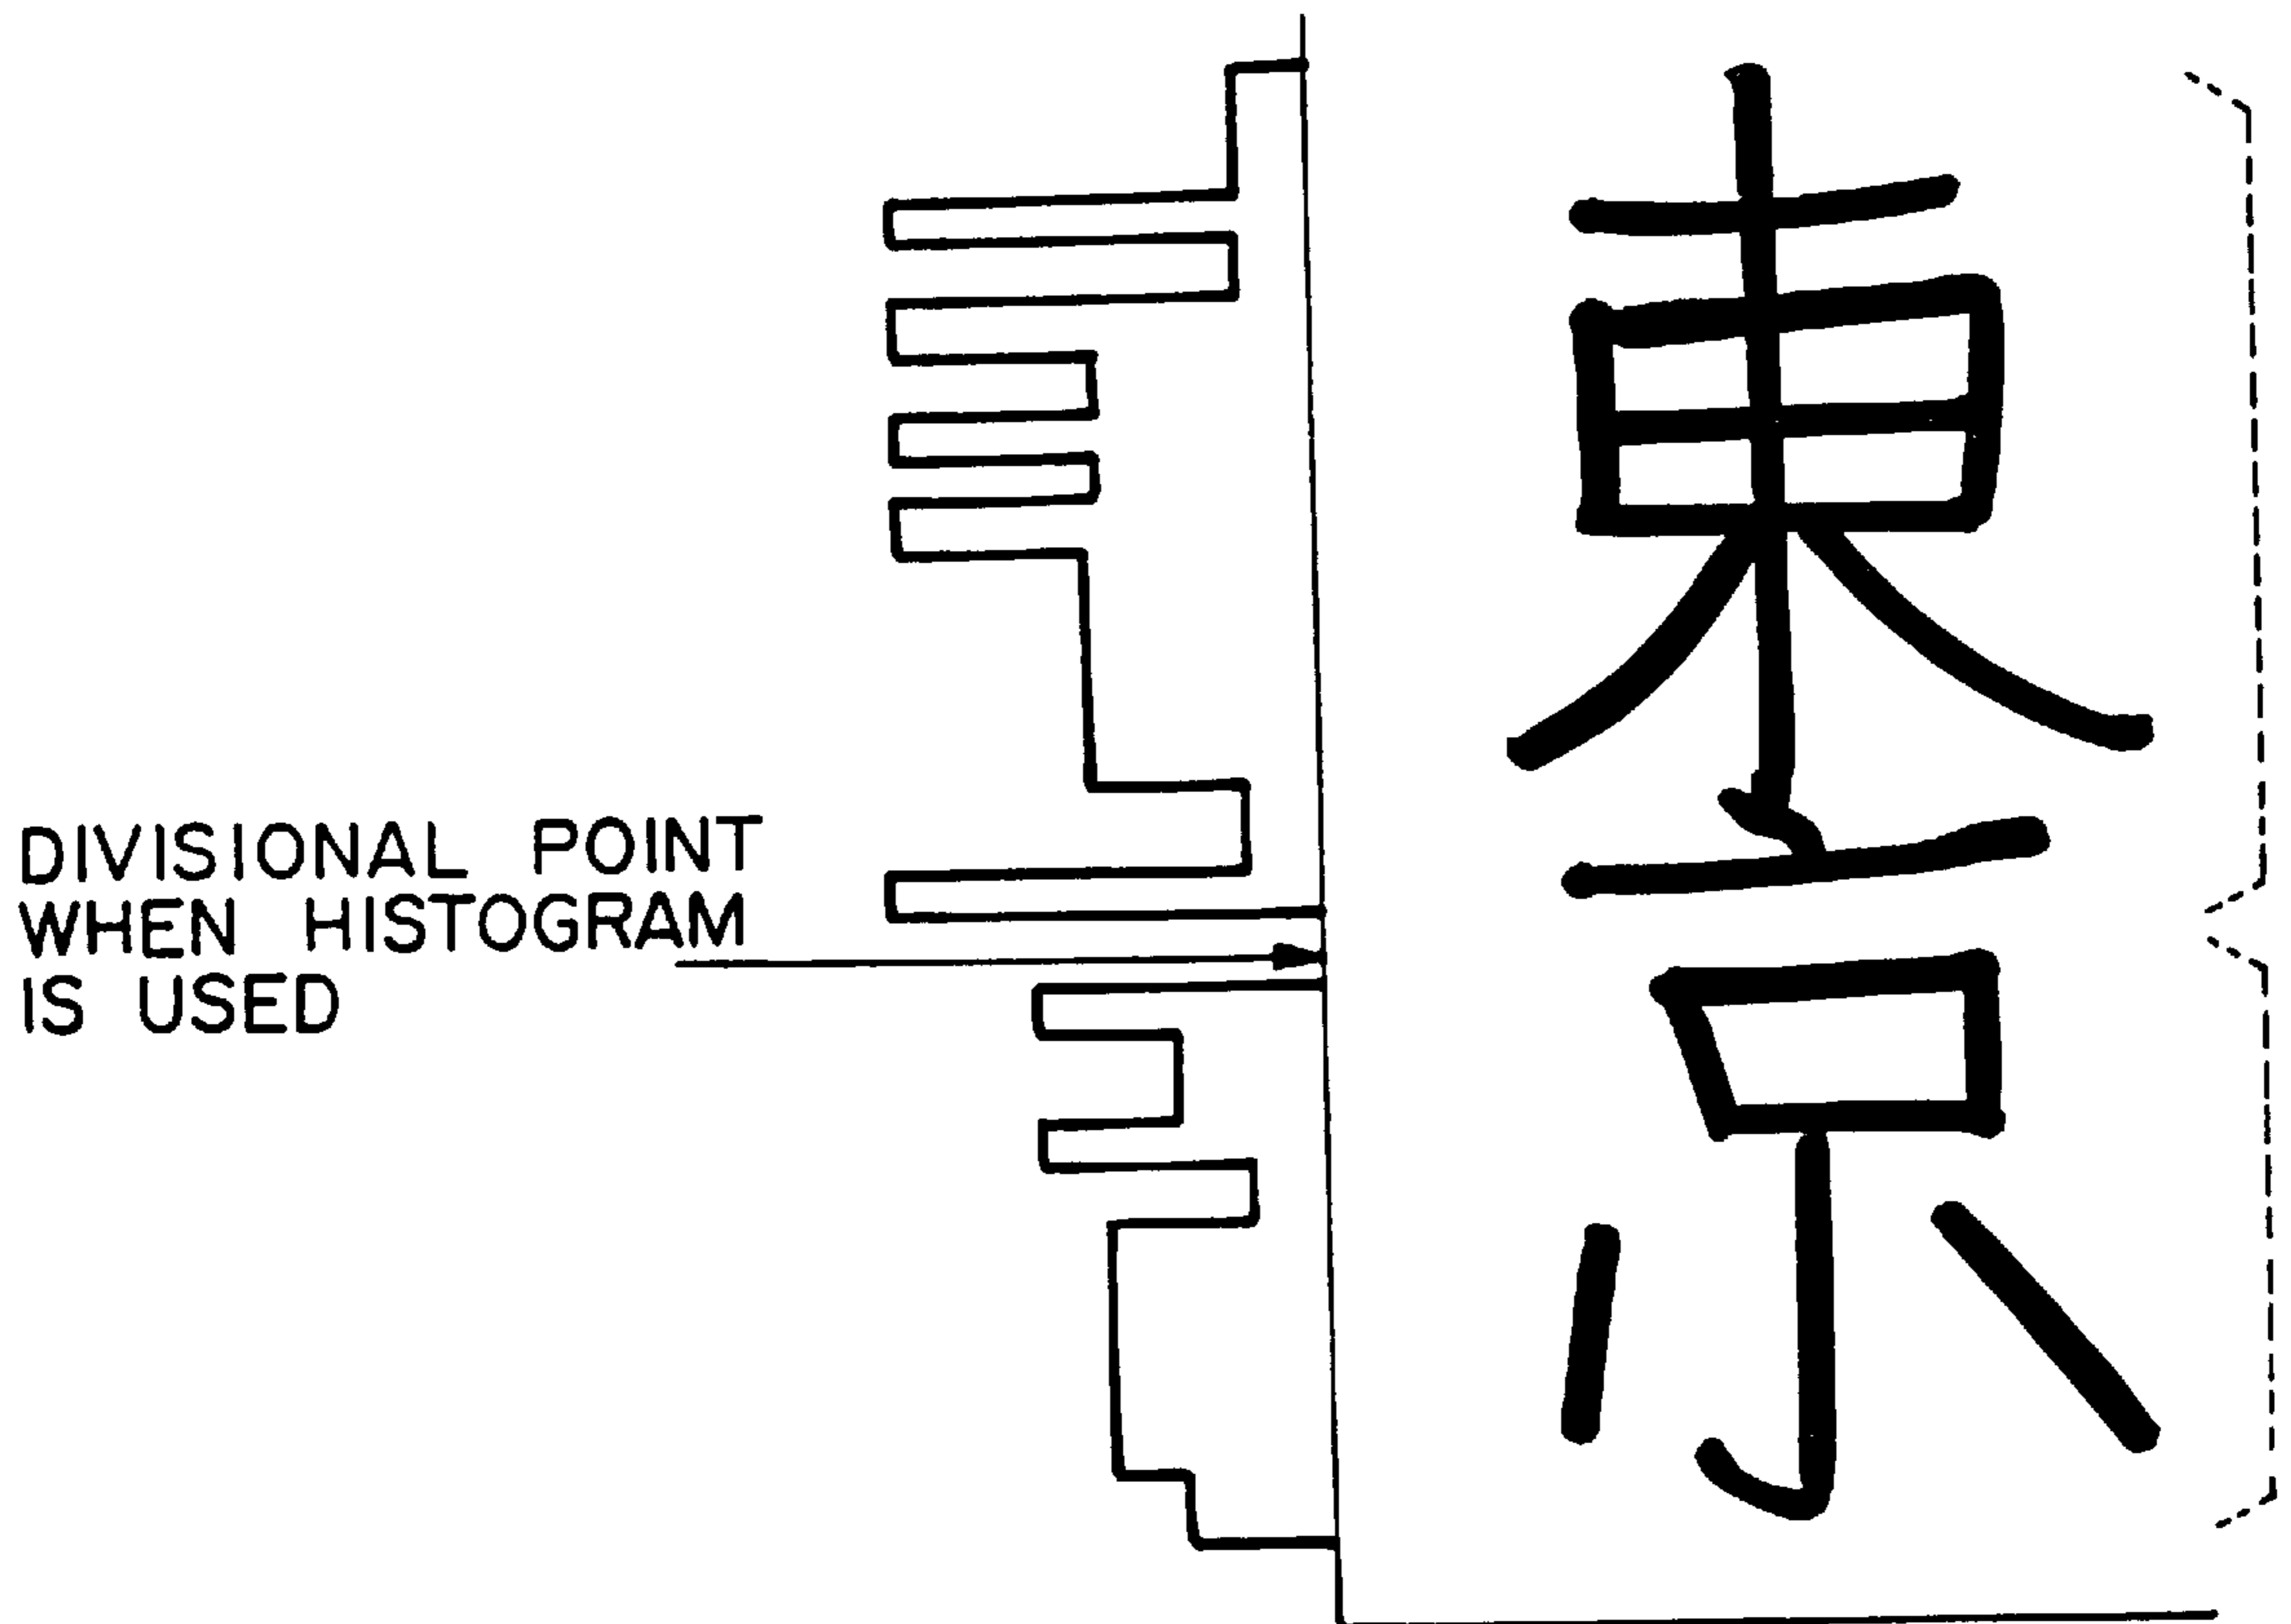 DIVISIONAL POINT
WHEN HISTOGRAM
IS USED
東
京